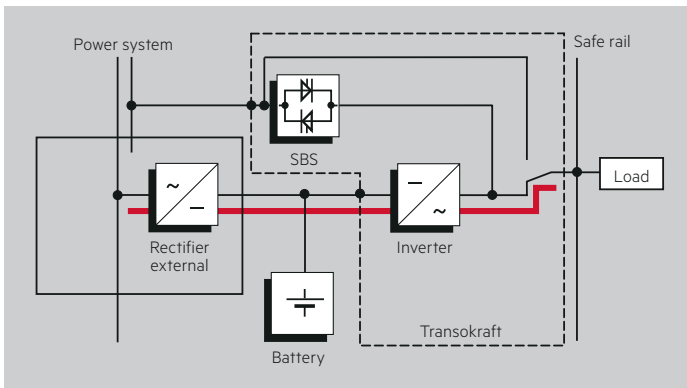 Power system
Safe rail
SBS
Load
Rectifier
external
Inverter
Transokraft
Battery